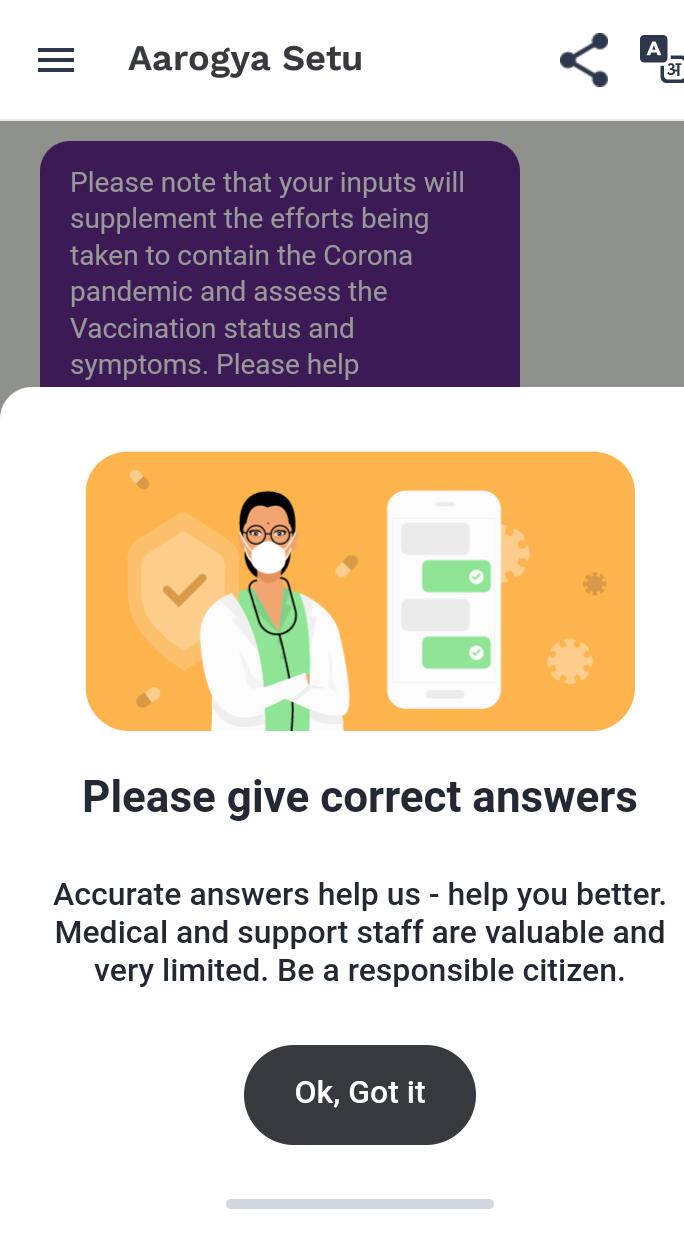 Aarogya Setu
A
अ
Please note that your inputs will
supplement the efforts being
taken to contain the Corona
pandemic and assess the
Vaccination status and
symptoms. Please help
Please give correct answers
Accurate answers help us - help you better.
Medical and support staff are valuable and
very limited. Be a responsible citizen.
Ok, Got it